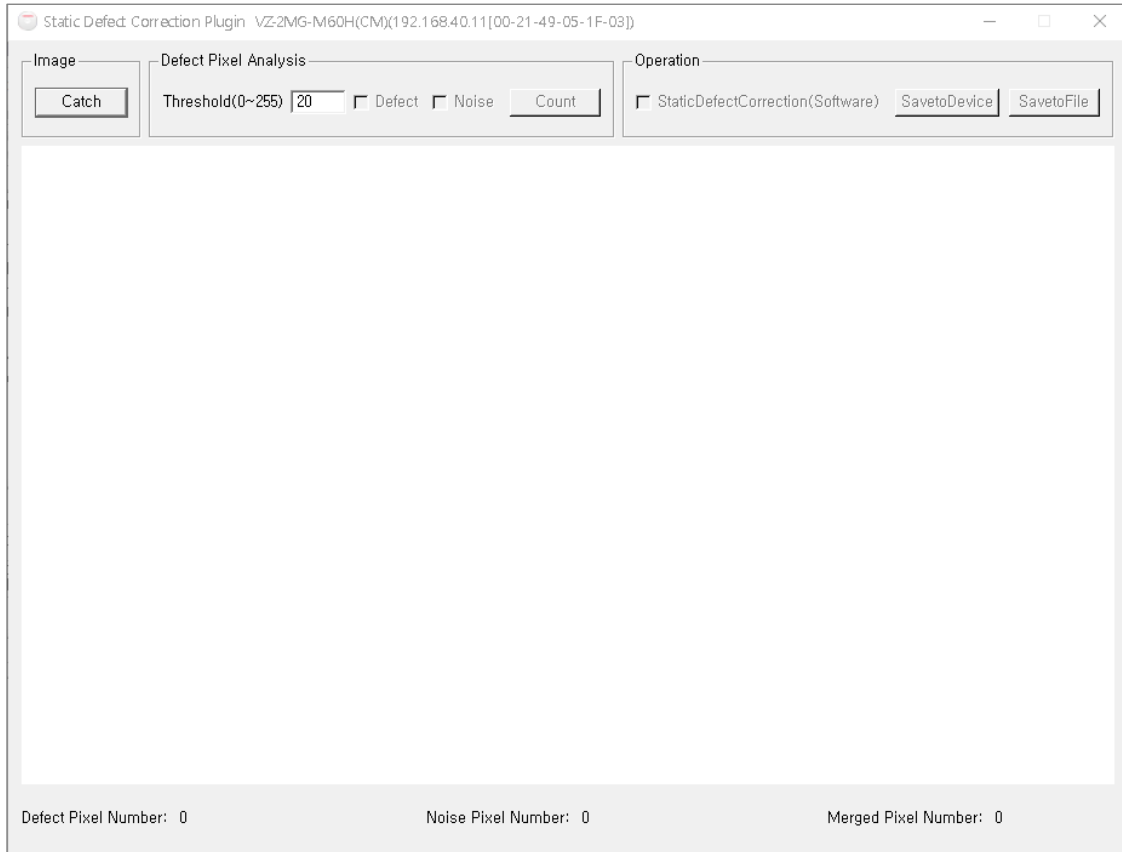 Static Defect Correction Plugin VZ-2MG-M60H(CM)(192.168.40.11[00-21-49-05-1F-03])
Image
Defect Pixel Analysis
Operation
Catch
Threshold(0~255) 20 Defect Noise Count
StaticDefectCorrection(Software) SavetoDevice SavetoFile
Defect Pixel Number: 0 Noise Pixel Number: 0 Merged Pixel Number: 0